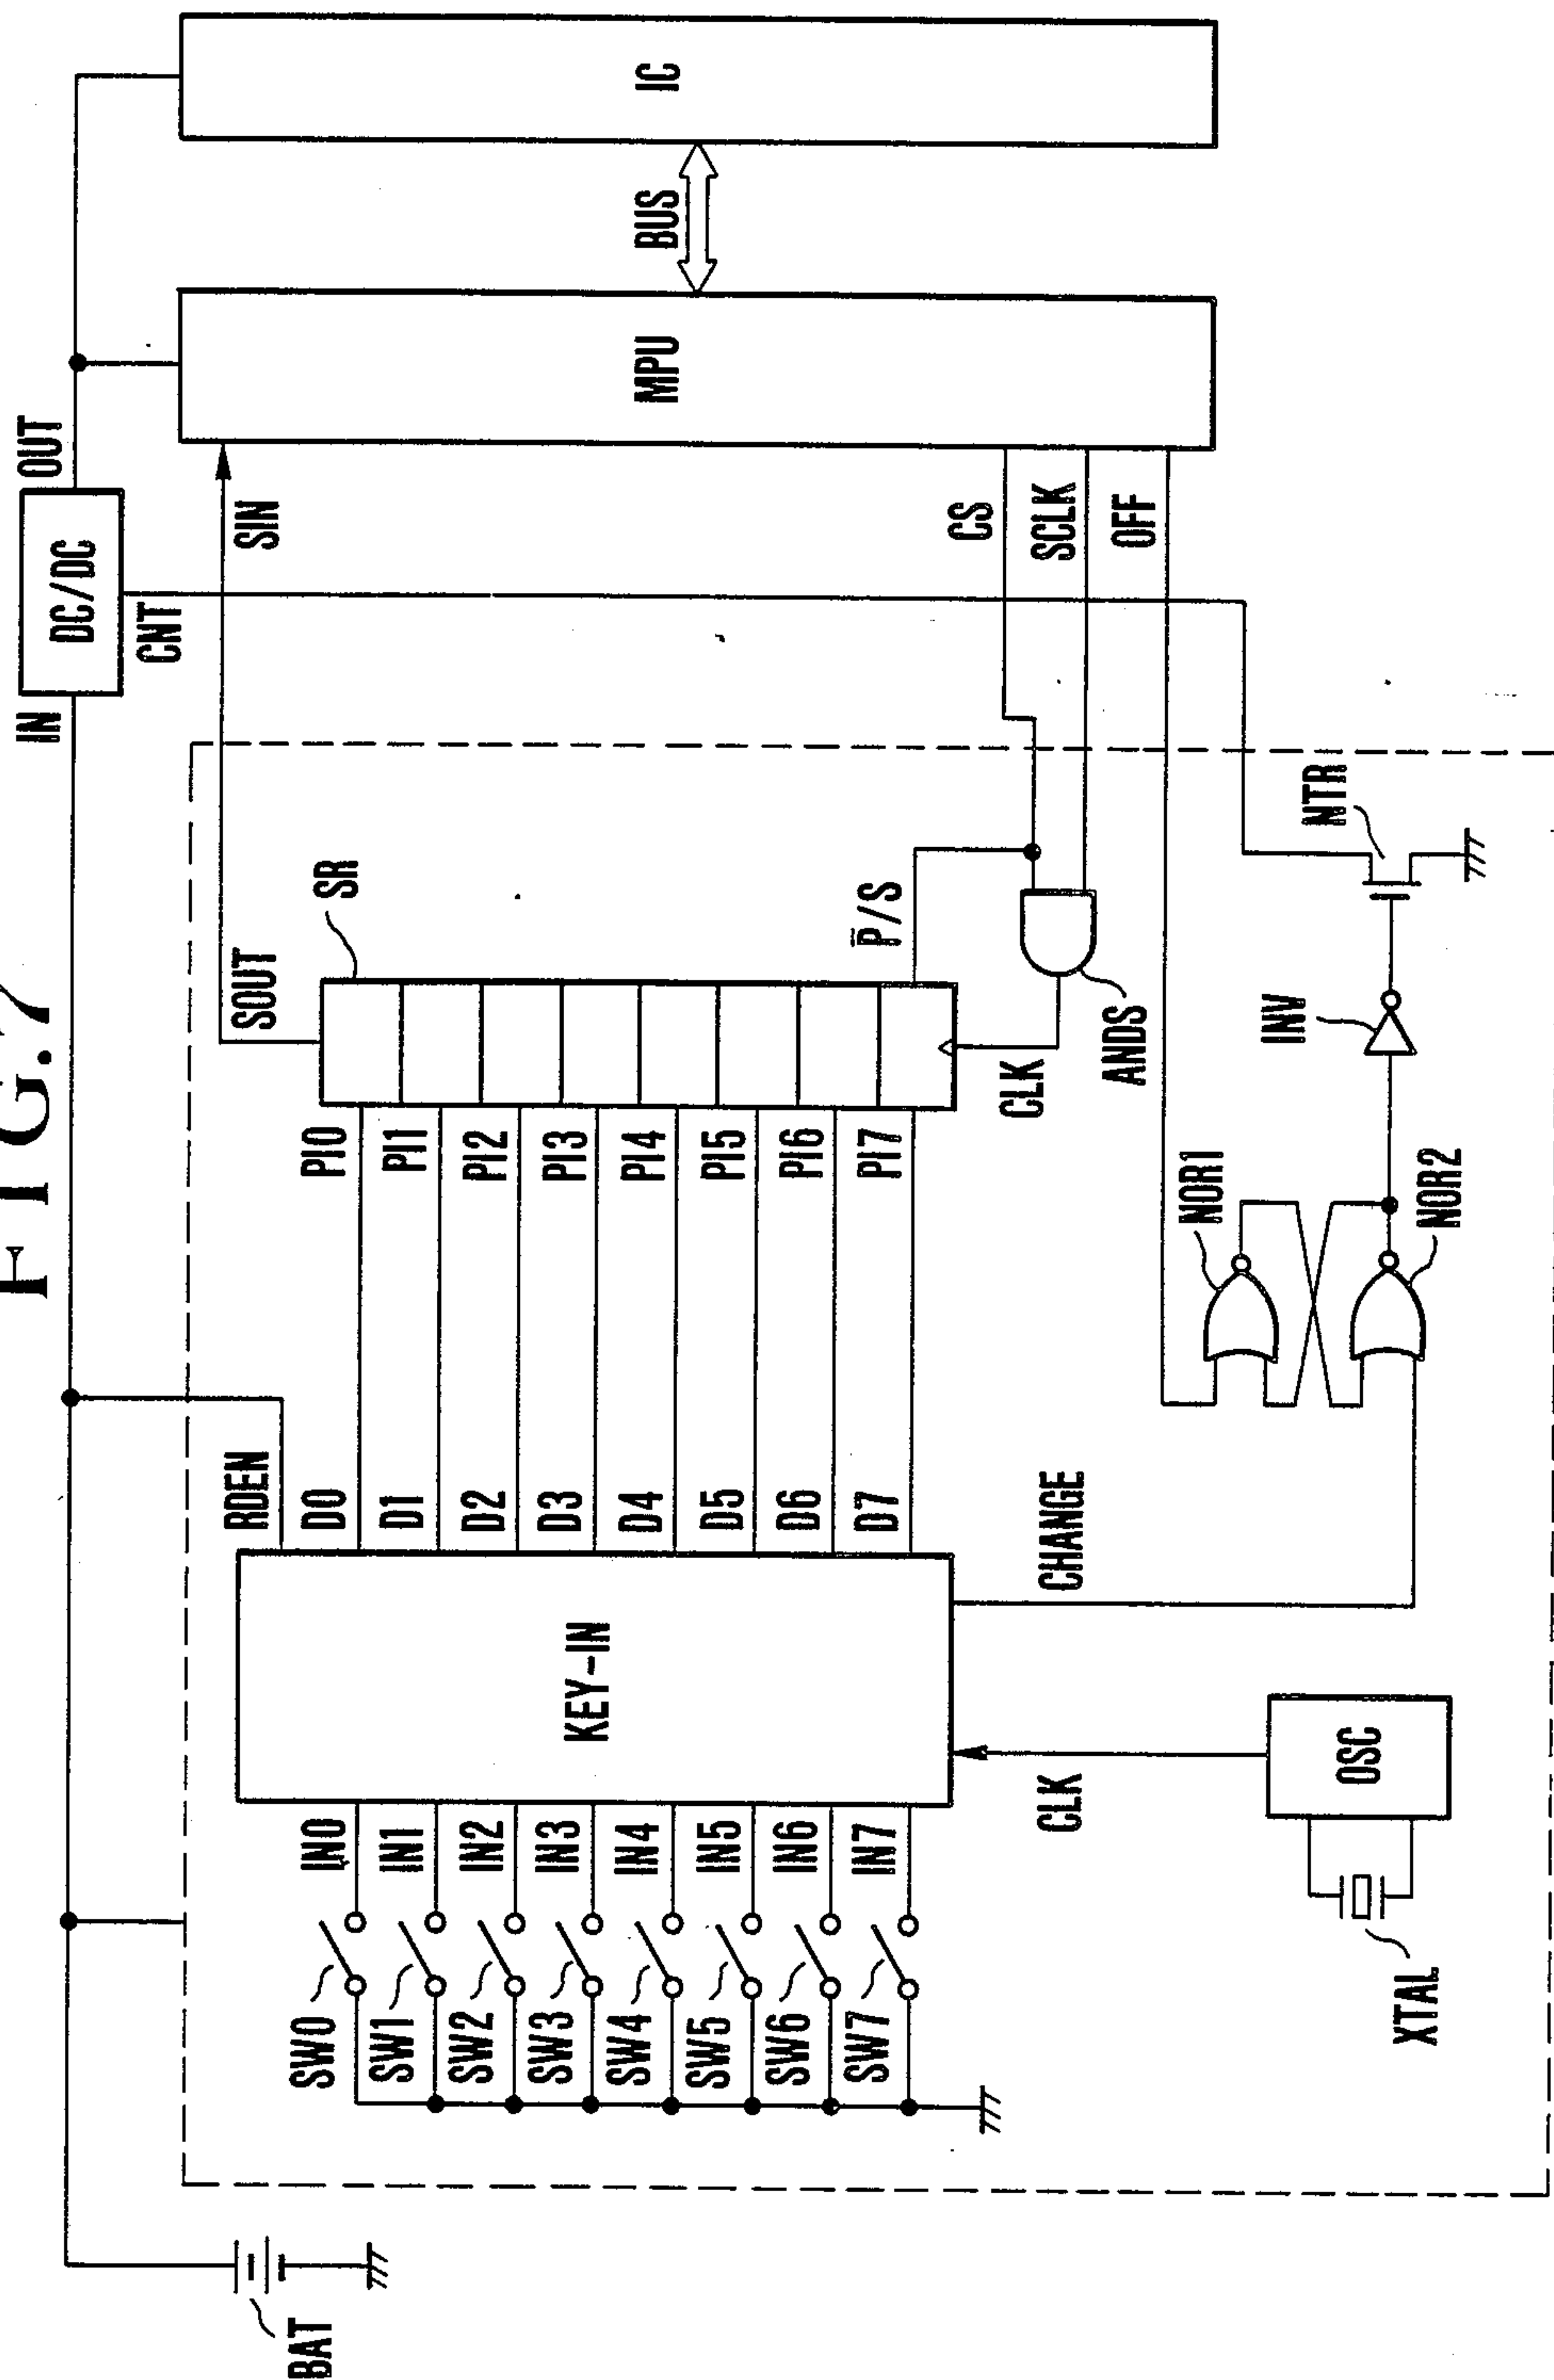 FIG.7
BAT
IN
DC/DC
OUT
CNT
SW0
SW1
SW2
SW3
SW4
SW5
SW6
SW7
IN0
IN1
IN2
IN3
IN4
IN5
IN6
IN7
KEY-IN
RDEN
D0
D1
D2
D3
D4
D5
D6
D7
PI0
PI1
PI2
PI3
PI4
PI5
PI6
PI7
SOUT
SR
SIN
P̄/S
CLK
ANDS
CS
SCLK
OFF
MPU
BUS
IC
CHANGE
CLK
OSC
XTAL
NOR1
NOR2
INV
NTR